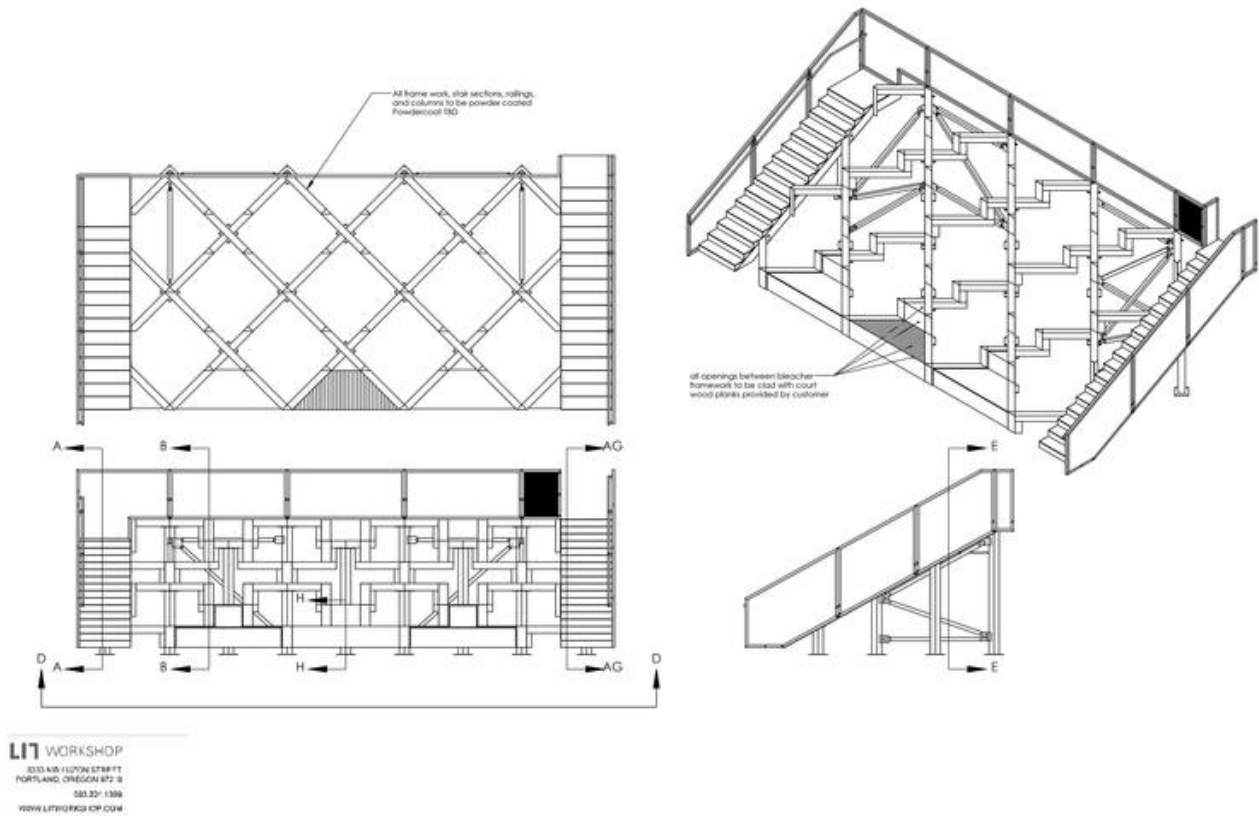 All frame work, stair sections, railings,
and columns to be powder coated
Powdercoat TBD
all openings between bleacher
framework to be clad with court
wood planks provided by customer
A
B
AG
E
H
D
D
A
B
H
AG
E
LIT WORKSHOP
PORTLAND, OREGON
WWW.LITWORKSHOP.COM